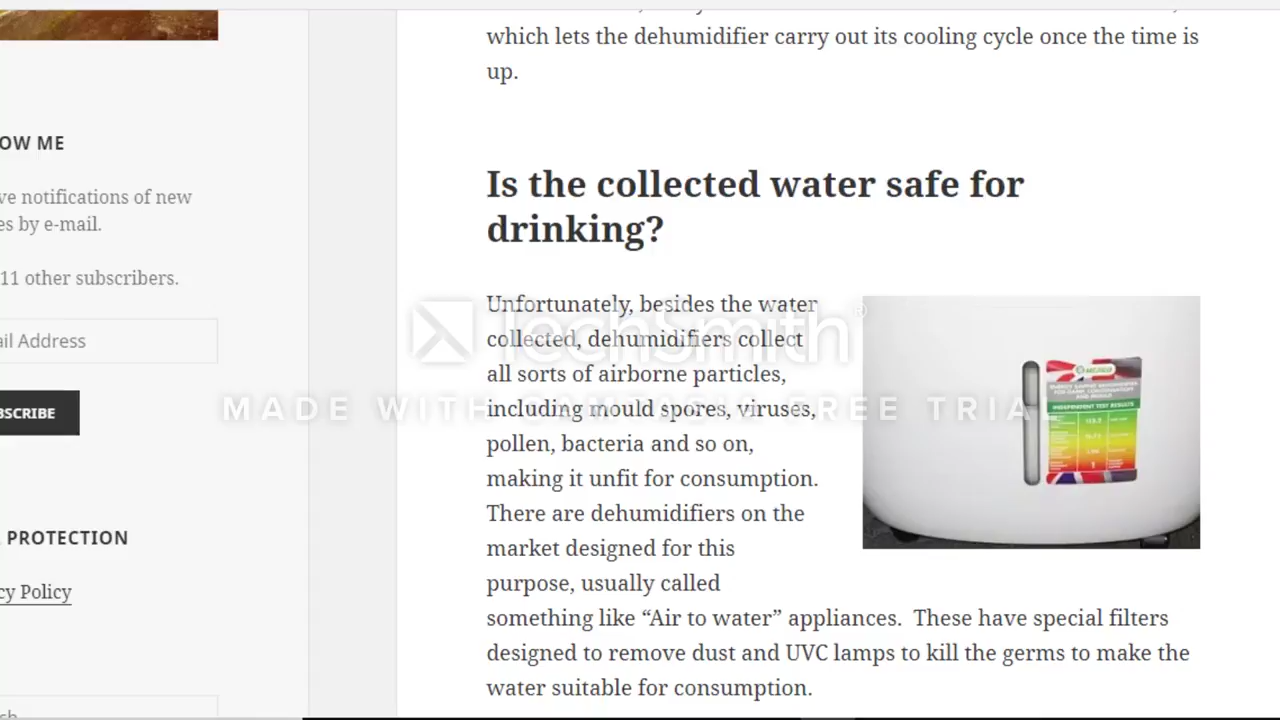 which lets the dehumidifier carry out its cooling cycle once the time is
up.
OW ME
ve notifications of new
es by e-mail.
11 other subscribers.
ail Address
BSCRIBE
PROTECTION
cy Policy
Is the collected water safe for
drinking?
Unfortunately, besides the water
collected, dehumidifiers collect
all sorts of airborne particles,
including mould spores, viruses,
pollen, bacteria and so on,
making it unfit for consumption.
There are dehumidifiers on the
market designed for this
purpose, usually called
something like “Air to water” appliances. These have special filters
designed to remove dust and UVC lamps to kill the germs to make the
water suitable for consumption.
TechSmith®
MADE WITH CAMTASIA FREE TRIAL
INDEPENDENT TEST RESULTS